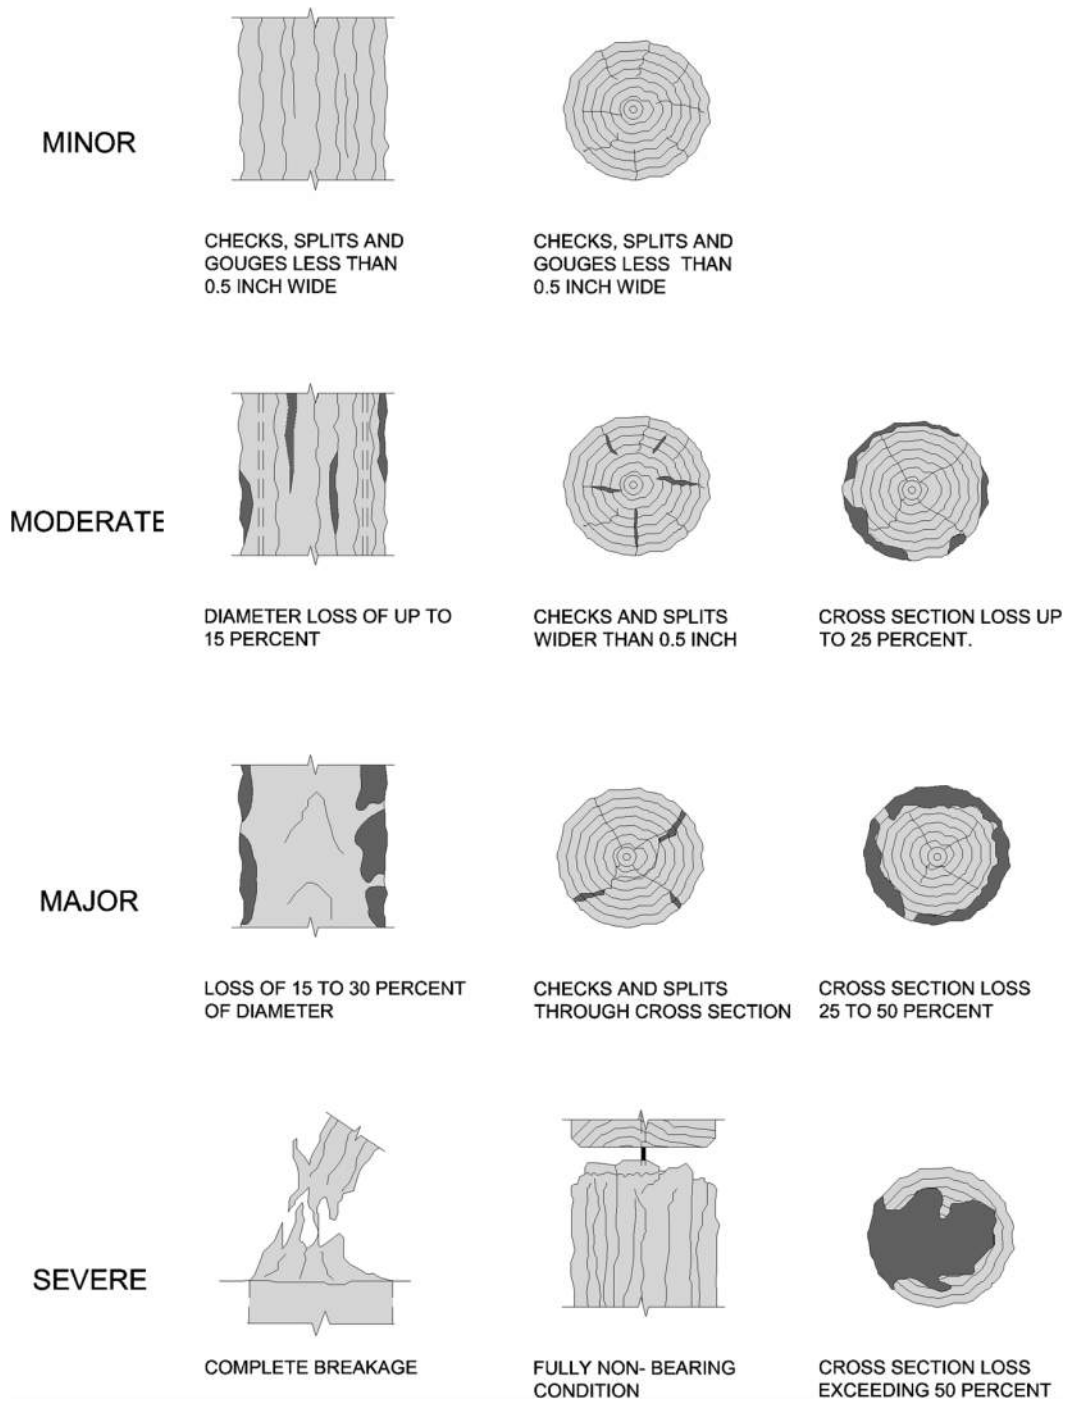 MINOR
CHECKS, SPLITS AND
GOUGES LESS THAN
0.5 INCH WIDE
CHECKS, SPLITS AND
GOUGES LESS THAN
0.5 INCH WIDE
MODERATE
DIAMETER LOSS OF UP TO
15 PERCENT
CHECKS AND SPLITS
WIDER THAN 0.5 INCH
CROSS SECTION LOSS UP
TO 25 PERCENT.
MAJOR
LOSS OF 15 TO 30 PERCENT
OF DIAMETER
CHECKS AND SPLITS
THROUGH CROSS SECTION
CROSS SECTION LOSS
25 TO 50 PERCENT
SEVERE
COMPLETE BREAKAGE
FULLY NON- BEARING
CONDITION
CROSS SECTION LOSS
EXCEEDING 50 PERCENT